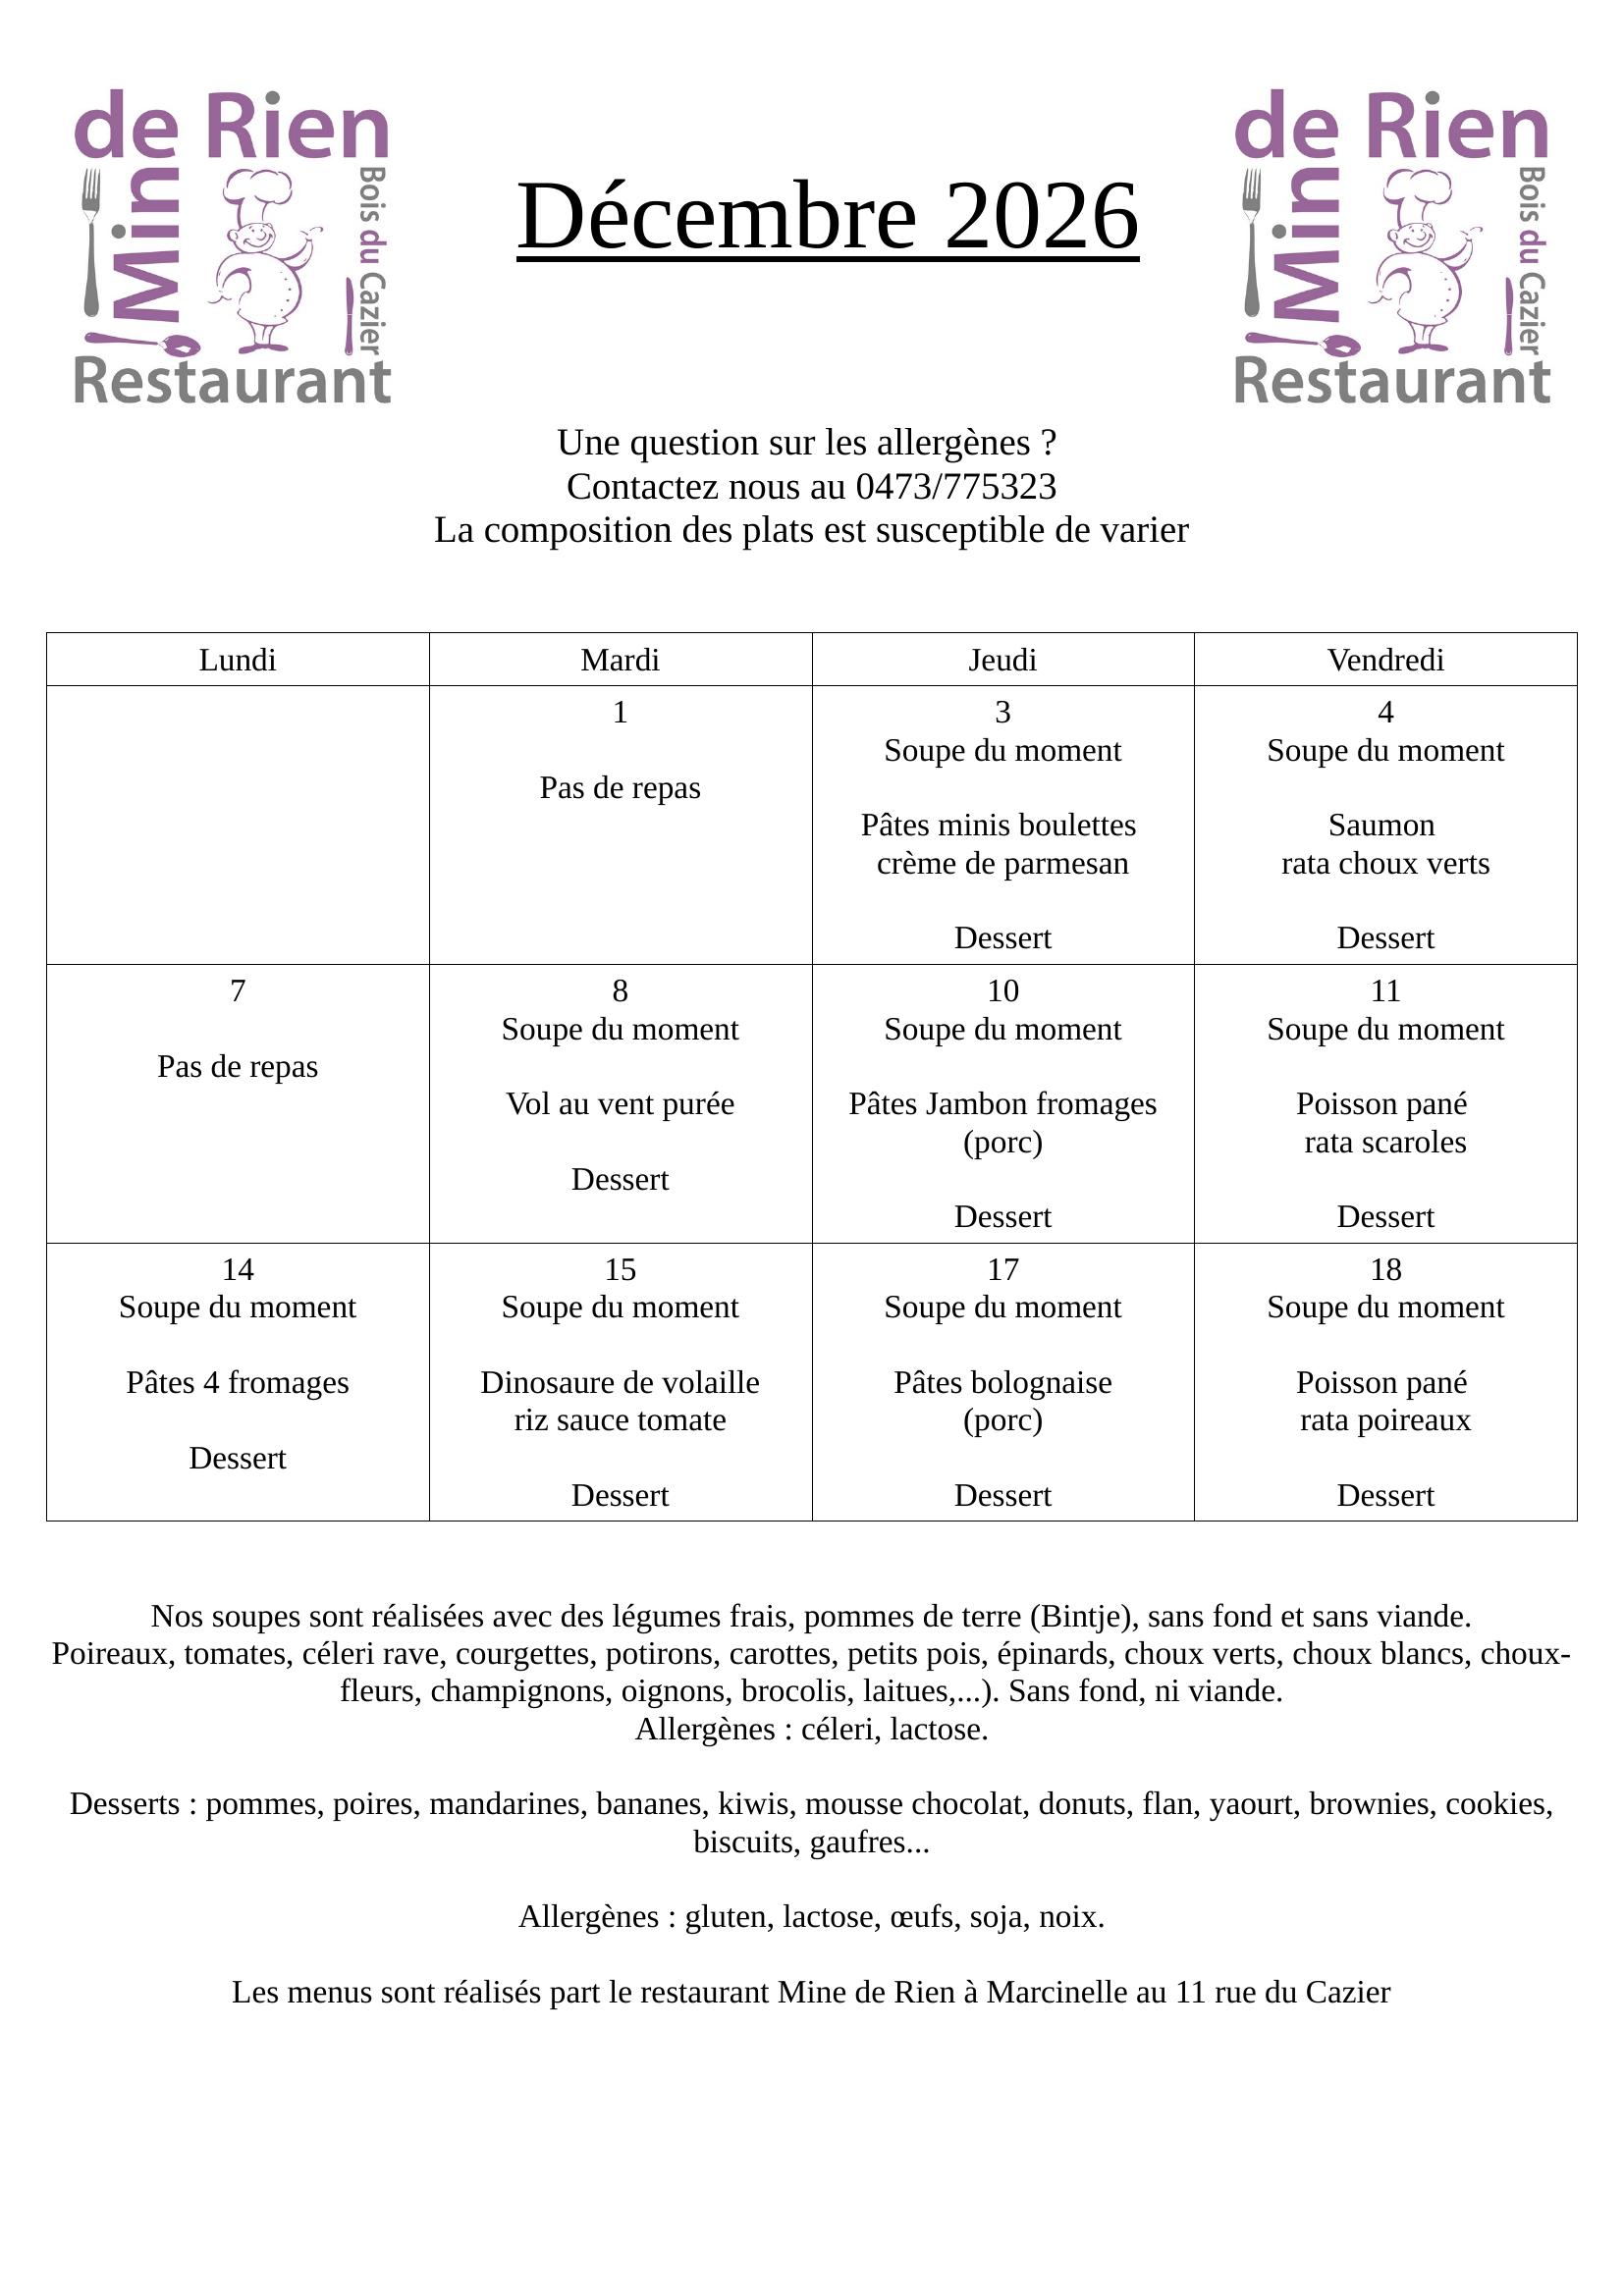 de Rien
Mine
Bois du Cazier
Restaurant
Décembre 2026
de Rien
Mine
Bois du Cazier
Restaurant
Une question sur les allergènes ?
Contactez nous au 0473/775323
La composition des plats est susceptible de varier
Lundi
Mardi
Jeudi
Vendredi
1
Pas de repas
3
Soupe du moment
Pâtes minis boulettes
crème de parmesan
Dessert
4
Soupe du moment
Saumon
rata choux verts
Dessert
7
Pas de repas
8
Soupe du moment
Vol au vent purée
Dessert
10
Soupe du moment
Pâtes Jambon fromages
(porc)
Dessert
11
Soupe du moment
Poisson pané
rata scaroles
Dessert
14
Soupe du moment
Pâtes 4 fromages
Dessert
15
Soupe du moment
Dinosaure de volaille
riz sauce tomate
Dessert
17
Soupe du moment
Pâtes bolognaise
(porc)
Dessert
18
Soupe du moment
Poisson pané
rata poireaux
Dessert
Nos soupes sont réalisées avec des légumes frais, pommes de terre (Bintje), sans fond et sans viande.
Poireaux, tomates, céleri rave, courgettes, potirons, carottes, petits pois, épinards, choux verts, choux blancs, choux-
fleurs, champignons, oignons, brocolis, laitues,...). Sans fond, ni viande.
Allergènes : céleri, lactose.
Desserts : pommes, poires, mandarines, bananes, kiwis, mousse chocolat, donuts, flan, yaourt, brownies, cookies,
biscuits, gaufres...
Allergènes : gluten, lactose, œufs, soja, noix.
Les menus sont réalisés part le restaurant Mine de Rien à Marcinelle au 11 rue du Cazier